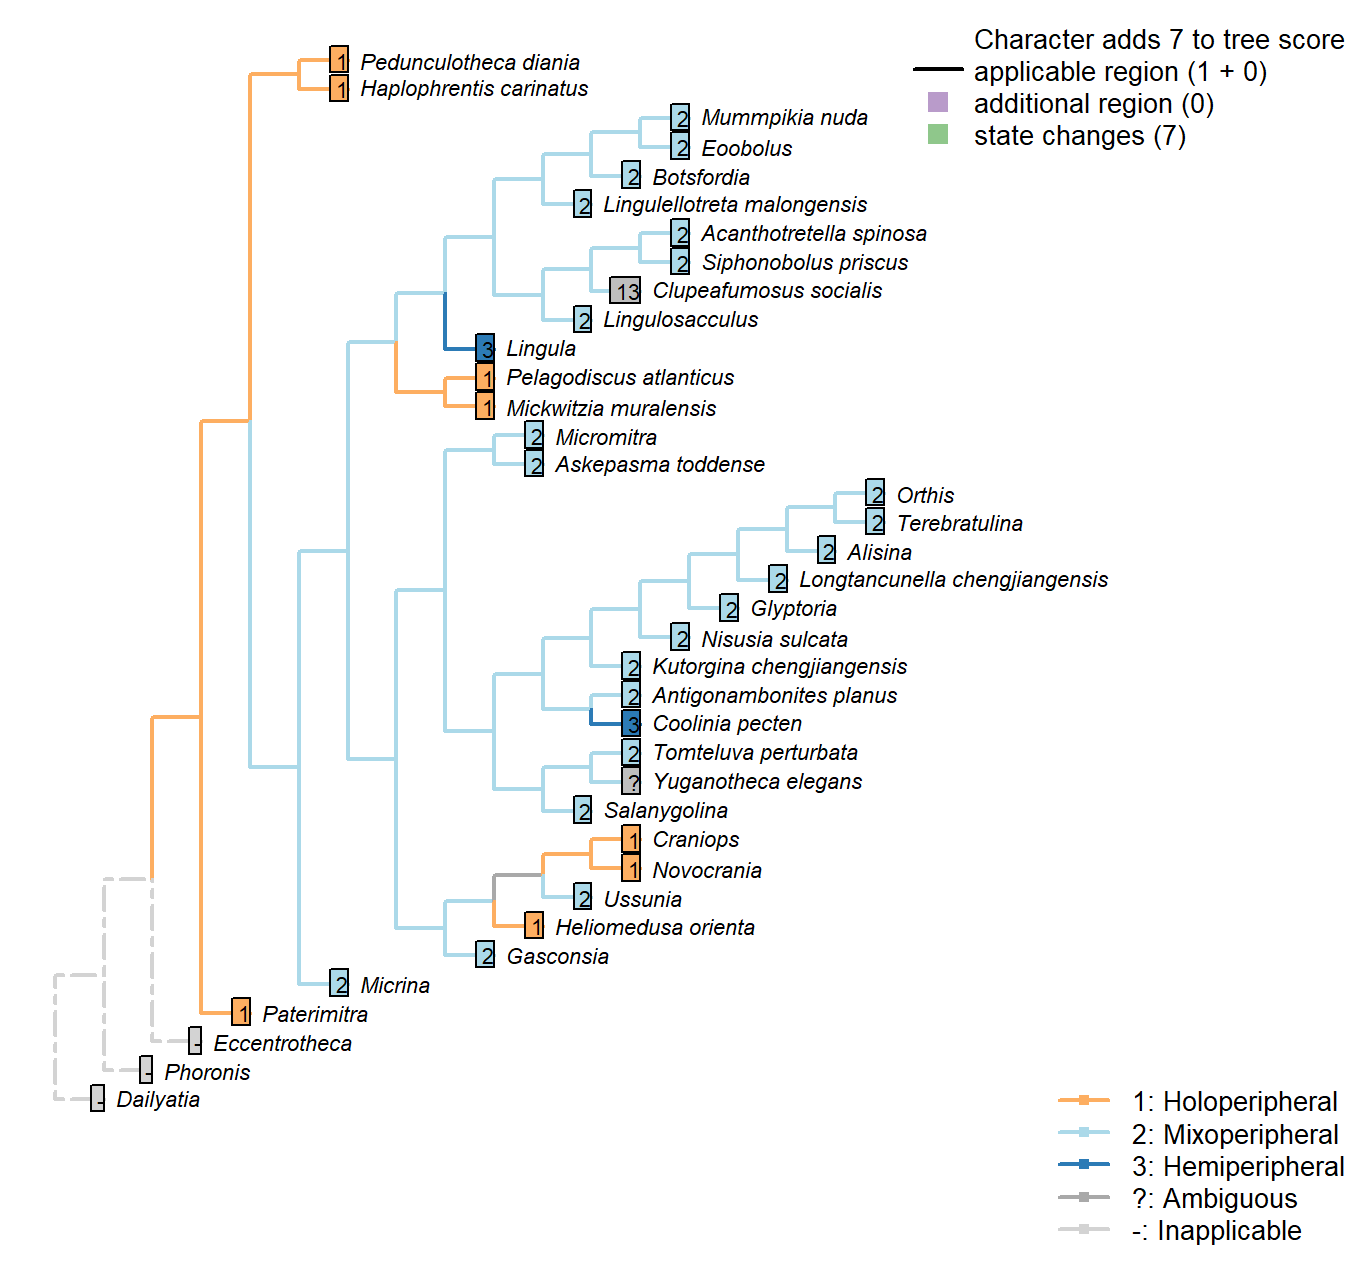 Character adds 7 to tree score
applicable region (1 + 0)
additional region (0)
state changes (7)
1 Pedunculotheca diania
1 Haplophrentis carinatus
2 Mummpikia nuda
2 Eoobolus
2 Botsfordia
2 Lingulellotreta malongensis
2 Acanthotretella spinosa
2 Siphonobolus priscus
13 Clupeafumosus socialis
2 Lingulosacculus
3 Lingula
1 Pelagodiscus atlanticus
1 Mickwitzia muralensis
2 Micromitra
2 Askepasma toddense
2 Orthis
2 Terebratulina
2 Alisina
2 Longtancunella chengjiangensis
2 Glyptoria
2 Nisusia sulcata
2 Kutorgina chengjiangensis
2 Antigonambonites planus
3 Coolinia pecten
2 Tomteluva perturbata
? Yuganotheca elegans
2 Salanygolina
1 Craniops
1 Novocrania
2 Ussunia
1 Heliomedusa orienta
2 Gasconsia
2 Micrina
1 Paterimitra
- Eccentrotheca
- Phoronis
- Dailyatia
1: Holoperipheral
2: Mixoperipheral
3: Hemiperipheral
?: Ambiguous
-: Inapplicable